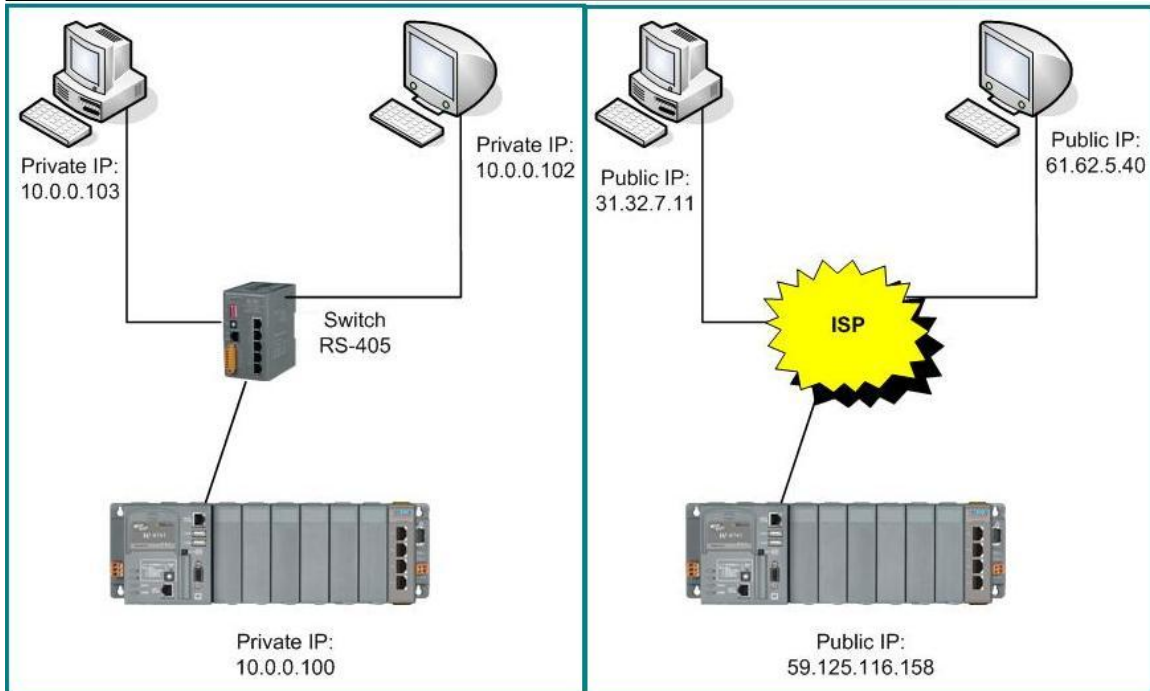 Private IP:
10.0.0.103
Private IP:
10.0.0.102
Switch
RS-405
Private IP:
10.0.0.100
Public IP:
31.32.7.11
Public IP:
61.62.5.40
ISP
Public IP:
59.125.116.158